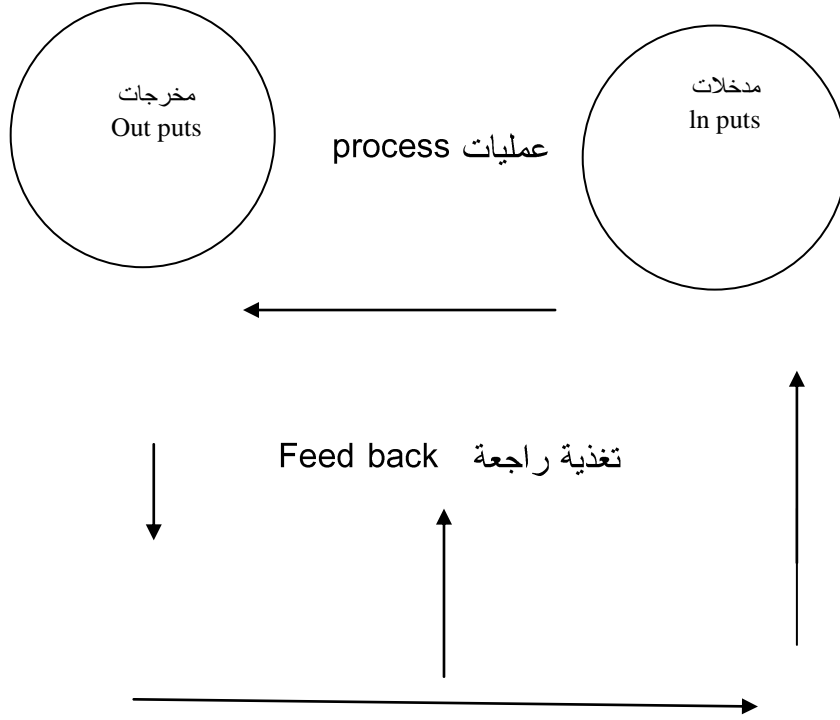 مدخلات
In puts
عمليات process
مخرجات
Out puts
تغذية راجعة Feed back